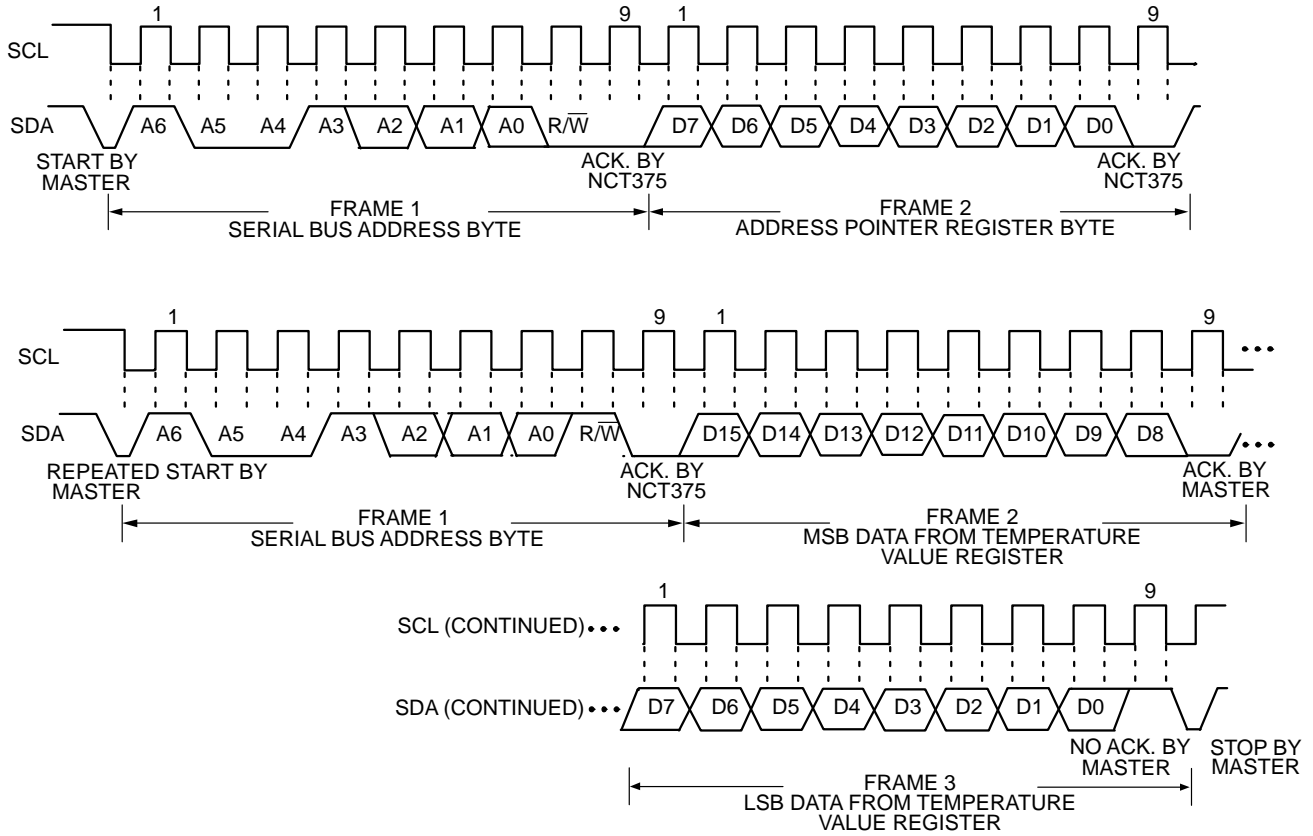 1 9 1 9
SCL
SDA A6 A5 A4 A3 A2 A1 A0 R/W̅ D7 D6 D5 D4 D3 D2 D1 D0
START BY
MASTER
ACK. BY
NCT375
ACK. BY
NCT375
FRAME 1
SERIAL BUS ADDRESS BYTE
FRAME 2
ADDRESS POINTER REGISTER BYTE
1 9 1 9
SCL •••
SDA A6 A5 A4 A3 A2 A1 A0 R/W̅ D15 D14 D13 D12 D11 D10 D9 D8 •••
REPEATED START BY
MASTER
ACK. BY
NCT375
ACK. BY
MASTER
FRAME 1
SERIAL BUS ADDRESS BYTE
FRAME 2
MSB DATA FROM TEMPERATURE
VALUE REGISTER
1 9
SCL (CONTINUED) •••
SDA (CONTINUED) ••• D7 D6 D5 D4 D3 D2 D1 D0
NO ACK. BY
MASTER
STOP BY
MASTER
FRAME 3
LSB DATA FROM TEMPERATURE
VALUE REGISTER